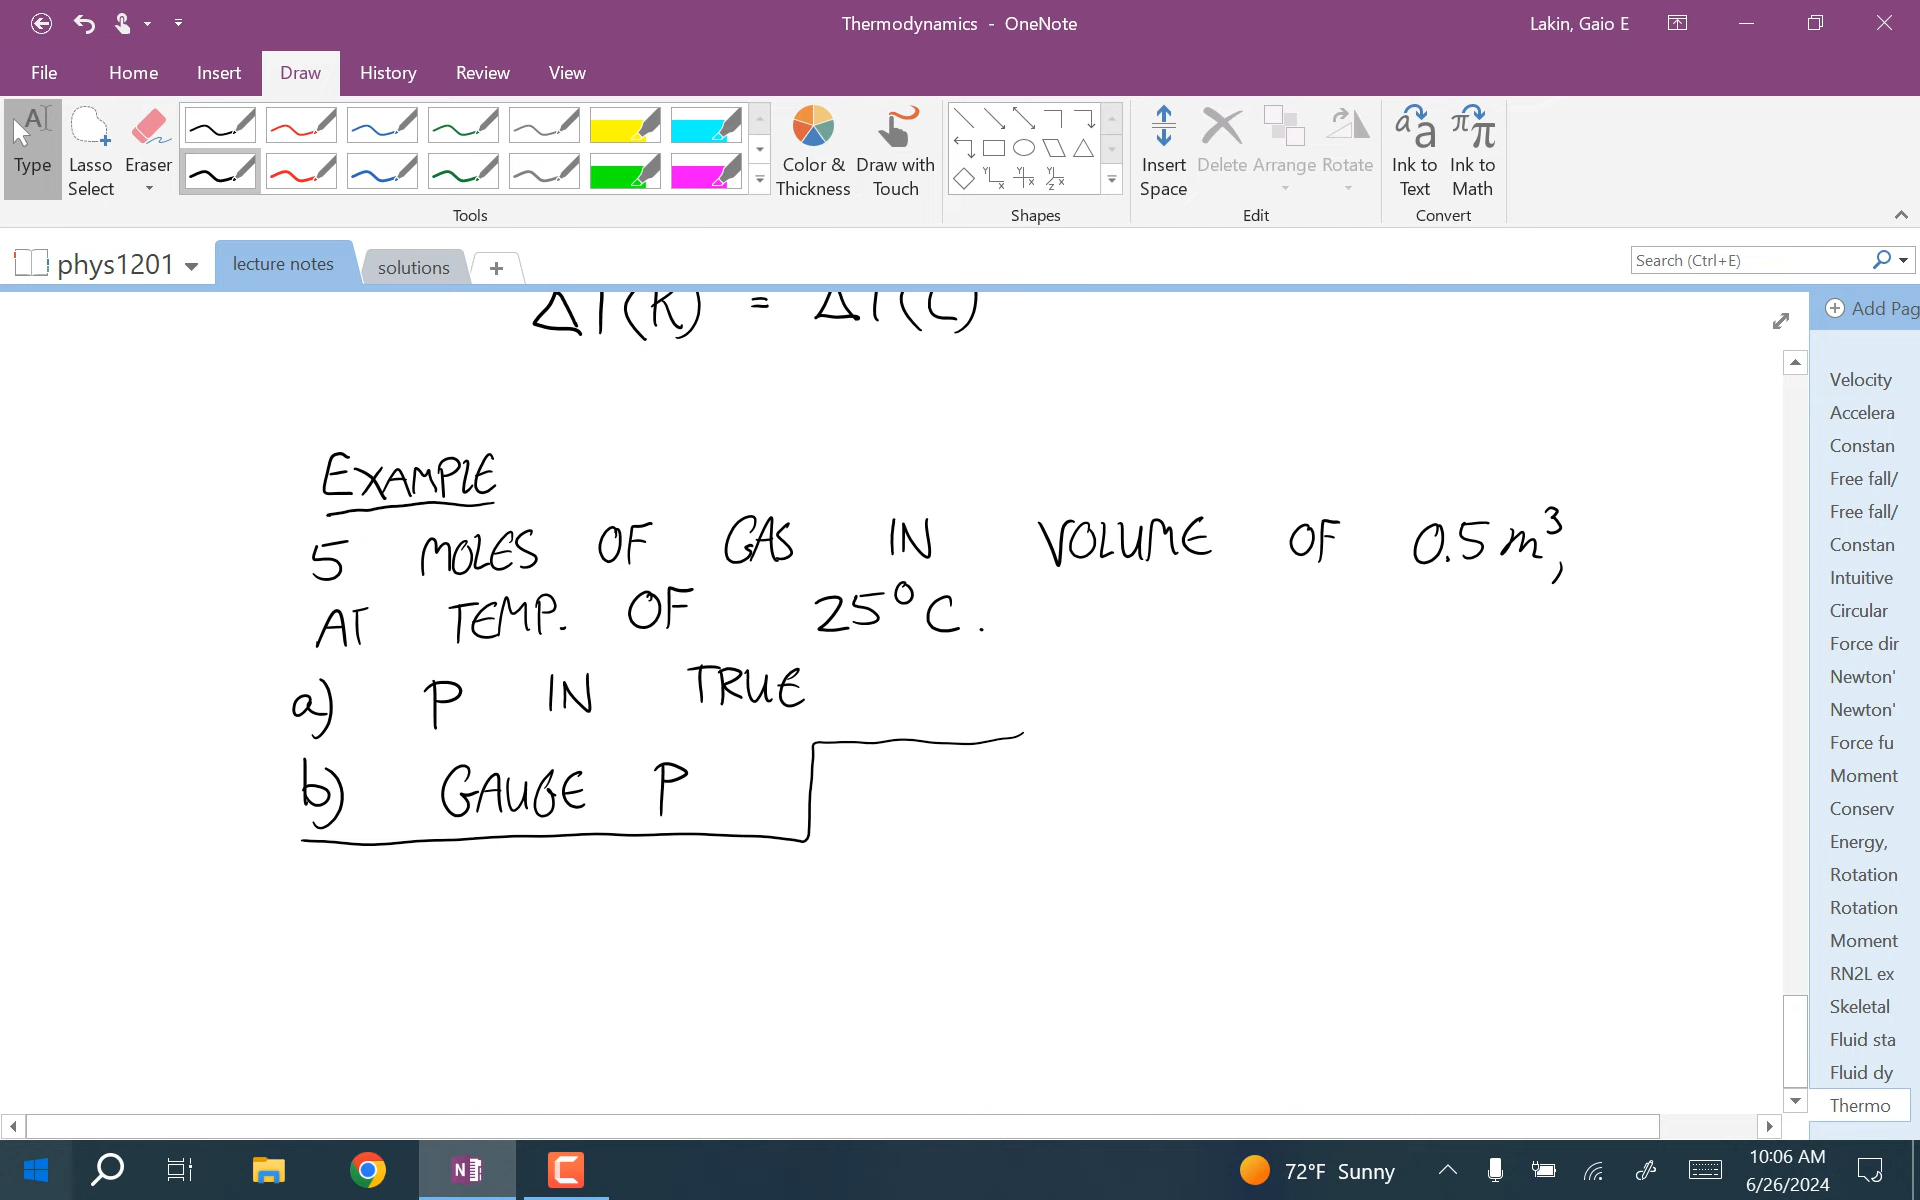 Thermodynamics - OneNote
Lakin, Gaio E
File Home Insert Draw History Review View
Type
Lasso Select
Eraser
Color & Thickness
Draw with Touch
Insert Space
Delete
Arrange
Rotate
Ink to Text
Ink to Math
Tools
Shapes
Edit
Convert
phys1201
lecture notes
solutions
Search (Ctrl+E)
Add Pag
ΔT(K) = ΔT(C)
EXAMPLE
5 MOLES OF GAS IN VOLUME OF 0.5 m³,
AT TEMP. OF 25°C.
a) P IN TRUE
b) GAUGE P
Velocity
Accelera
Constan
Free fall/
Free fall/
Constan
Intuitive
Circular
Force dir
Newton'
Newton'
Force fu
Moment
Conserv
Energy,
Rotation
Rotation
Moment
RN2L ex
Skeletal
Fluid sta
Fluid dy
Thermo
72°F Sunny
10:06 AM
6/26/2024